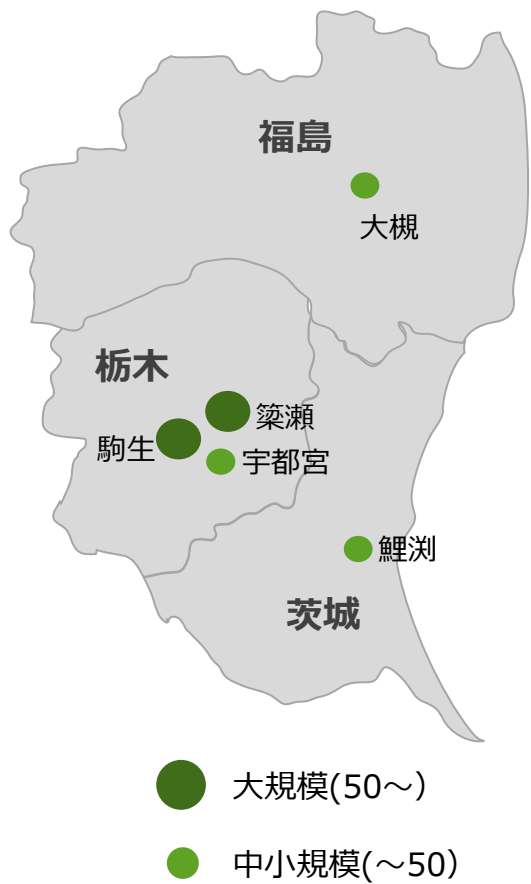 福島
大槻
栃木
簗瀬
駒生
宇都宮
鯉渕
茨城
大規模(50～)
中小規模(～50)